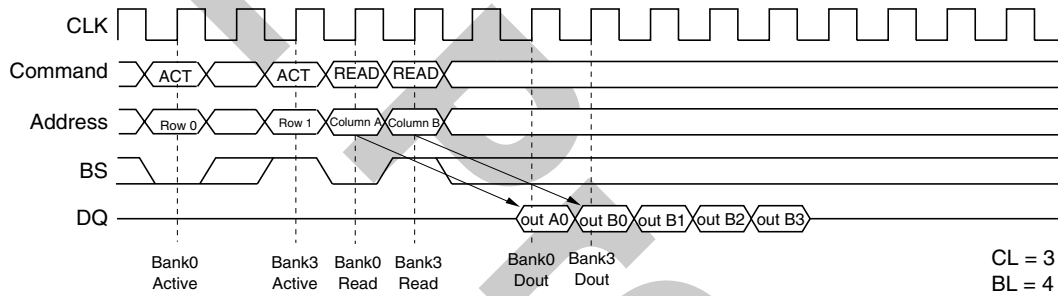 CLK
Command ACT ACT READ READ
Address Row 0 Row 1 Column A Column B
BS
DQ out A0 out B0 out B1 out B2 out B3
Bank0 Active
Bank3 Active
Bank0 Read
Bank3 Read
Bank0 Dout
Bank3 Dout
CL = 3
BL = 4